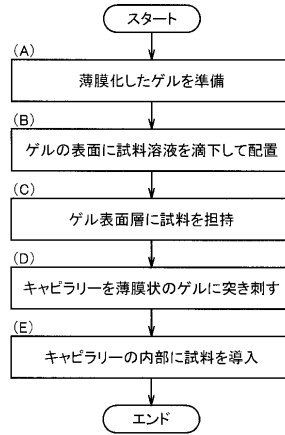 スタート
(A)
薄膜化したゲルを準備
(B)
ゲルの表面に試料溶液を滴下して配置
(C)
ゲル表面層に試料を担持
(D)
キャピラリーを薄膜状のゲルに突き刺す
(E)
キャピラリーの内部に試料を導入
エンド